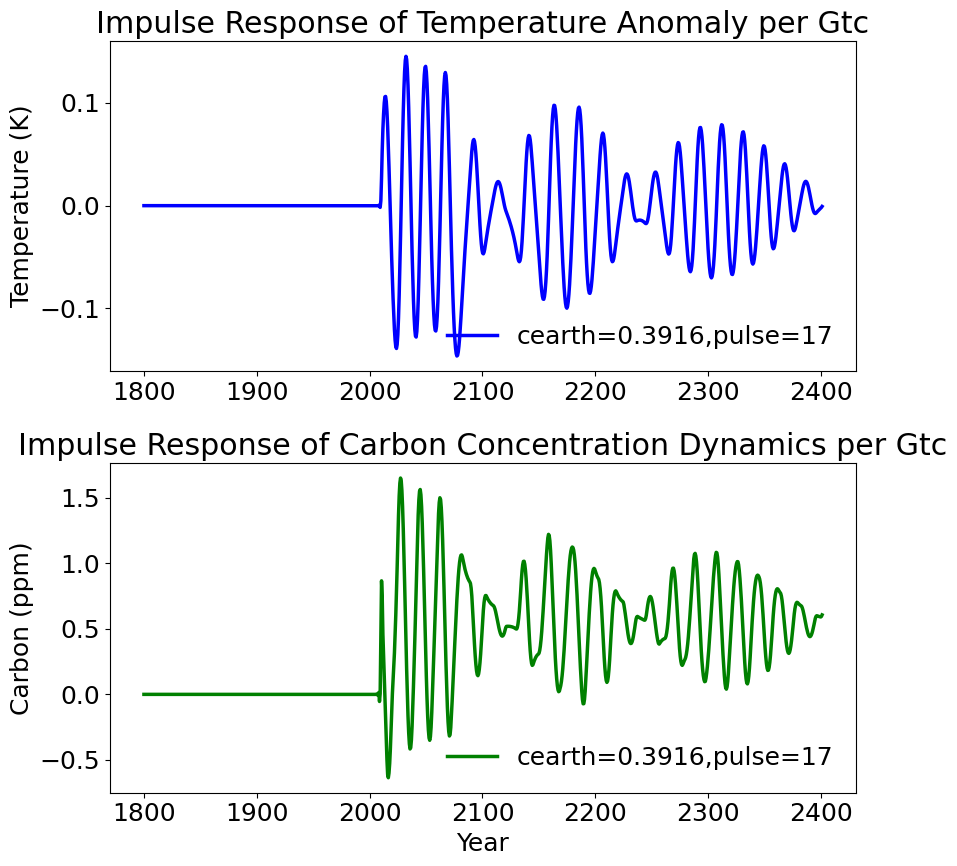 Impulse Response of Temperature Anomaly per Gtc
Temperature (K)
0.1
0.0
−0.1
cearth=0.3916,pulse=17
1800 1900 2000 2100 2200 2300 2400
Impulse Response of Carbon Concentration Dynamics per Gtc
Carbon (ppm)
1.5
1.0
0.5
0.0
−0.5
cearth=0.3916,pulse=17
1800 1900 2000 2100 2200 2300 2400
Year